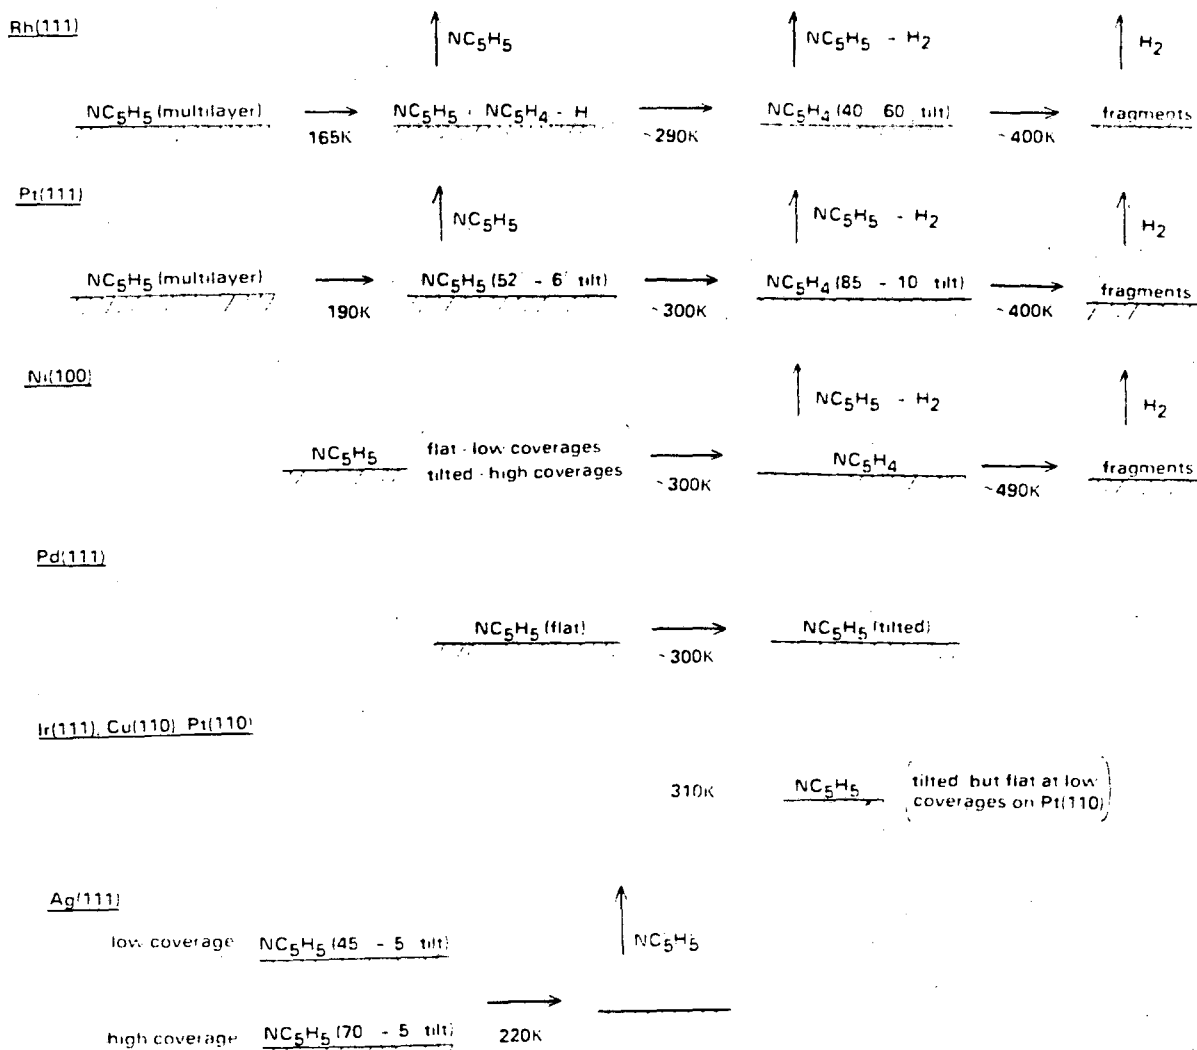 Rh(111)
NC5H5
NC5H5 - H2
H2
NC5H5 (multilayer)
NC5H5 · NC5H4 - H
NC5H4 (40 60 tilt)
fragments
165K
~290K
~400K
Pt(111)
NC5H5
NC5H5 - H2
H2
NC5H5 (multilayer)
NC5H5 (52 - 6 tilt)
NC5H4 (85 - 10 tilt)
fragments
190K
~300K
~400K
Ni(100)
NC5H5 - H2
H2
NC5H5
flat - low coverages
tilted - high coverages
NC5H4
fragments
~300K
~490K
Pd(111)
NC5H5 (flat)
NC5H5 (tilted)
~300K
Ir(111), Cu(110) Pt(110)
310K
NC5H5
(tilted but flat at low
coverages on Pt(110))
Ag(111)
low coverage NC5H5 (45 - 5 tilt)
NC5H5
high coverage NC5H5 (70 - 5 tilt)
220K